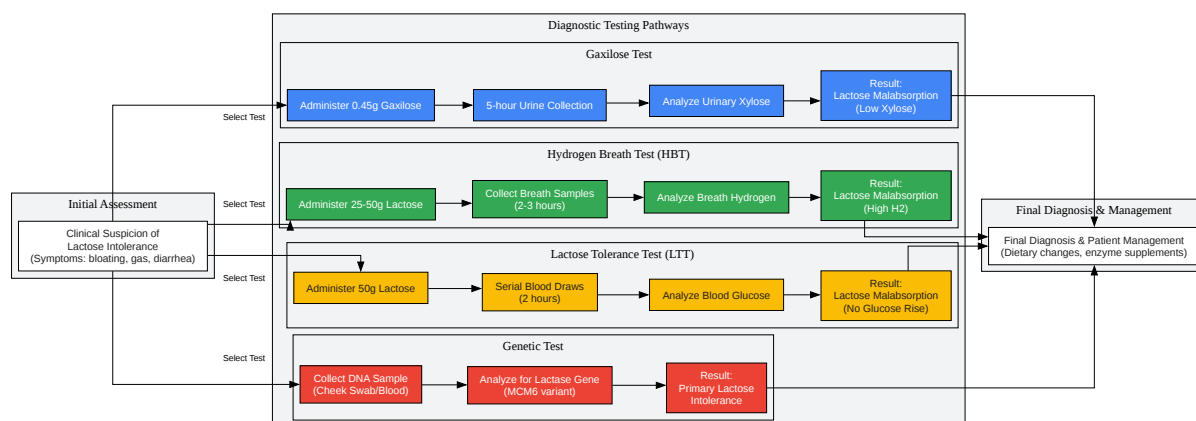 Diagnostic Testing Pathways
Gaxilose Test
Administer 0.45g Gaxilose
5-hour Urine Collection
Analyze Urinary Xylose
Result:
Lactose Malabsorption
(Low Xylose)
Select Test
Hydrogen Breath Test (HBT)
Administer 25-50g Lactose
Collect Breath Samples
(2-3 hours)
Analyze Breath Hydrogen
Result:
Lactose Malabsorption
(High H2)
Select Test
Initial Assessment
Clinical Suspicion of
Lactose Intolerance
(Symptoms: bloating, gas, diarrhea)
Final Diagnosis & Management
Final Diagnosis & Patient Management
(Dietary changes, enzyme supplements)
Lactose Tolerance Test (LTT)
Select Test
Administer 50g Lactose
Serial Blood Draws
(2 hours)
Analyze Blood Glucose
Result:
Lactose Malabsorption
(No Glucose Rise)
Genetic Test
Select Test
Collect DNA Sample
(Cheek Swab/Blood)
Analyze for Lactase Gene
(MCM6 variant)
Result:
Primary Lactose
Intolerance